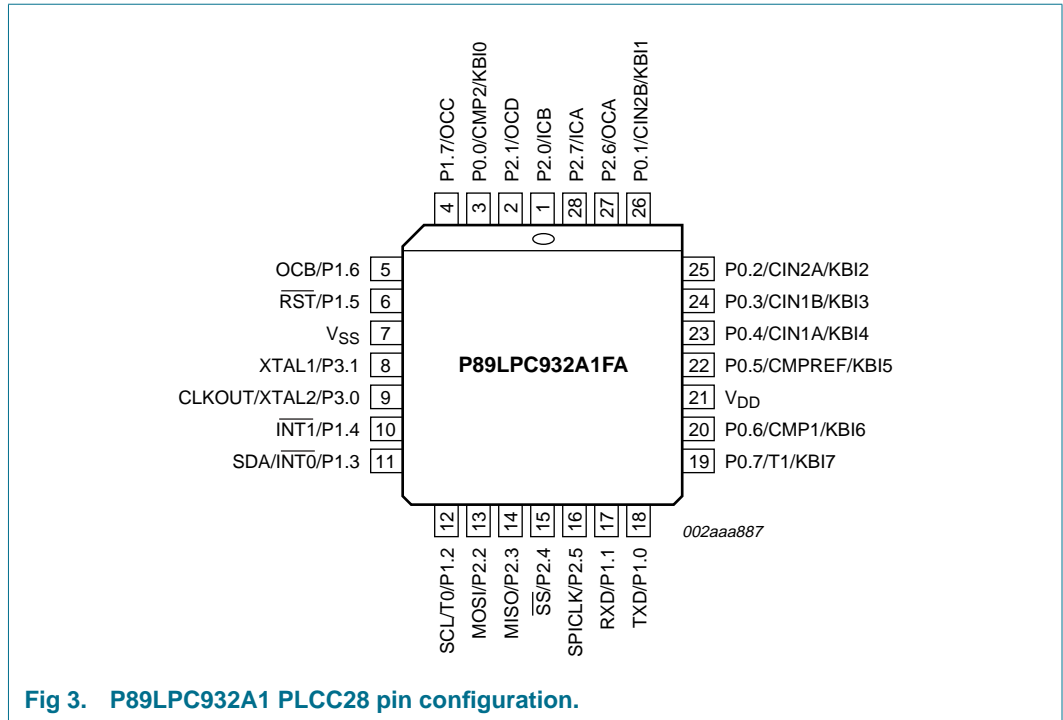 P1.7/OCC
P0.0/CMP2/KBI0
P2.1/OCD
P2.0/ICB
P2.7/ICA
P2.6/OCA
P0.1/CIN2B/KBI1
4
3
2
1
28
27
26
OCB/P1.6 5
R̅S̅T̅/P1.5 6
VSS 7
XTAL1/P3.1 8
CLKOUT/XTAL2/P3.0 9
I̅N̅T̅1̅/P1.4 10
SDA/I̅N̅T̅0̅/P1.3 11
P89LPC932A1FA
25 P0.2/CIN2A/KBI2
24 P0.3/CIN1B/KBI3
23 P0.4/CIN1A/KBI4
22 P0.5/CMPREF/KBI5
21 VDD
20 P0.6/CMP1/KBI6
19 P0.7/T1/KBI7
12
13
14
15
16
17
18
SCL/T0/P1.2
MOSI/P2.2
MISO/P2.3
S̅S̅/P2.4
SPICLK/P2.5
RXD/P1.1
TXD/P1.0
002aaa887
Fig 3. P89LPC932A1 PLCC28 pin configuration.